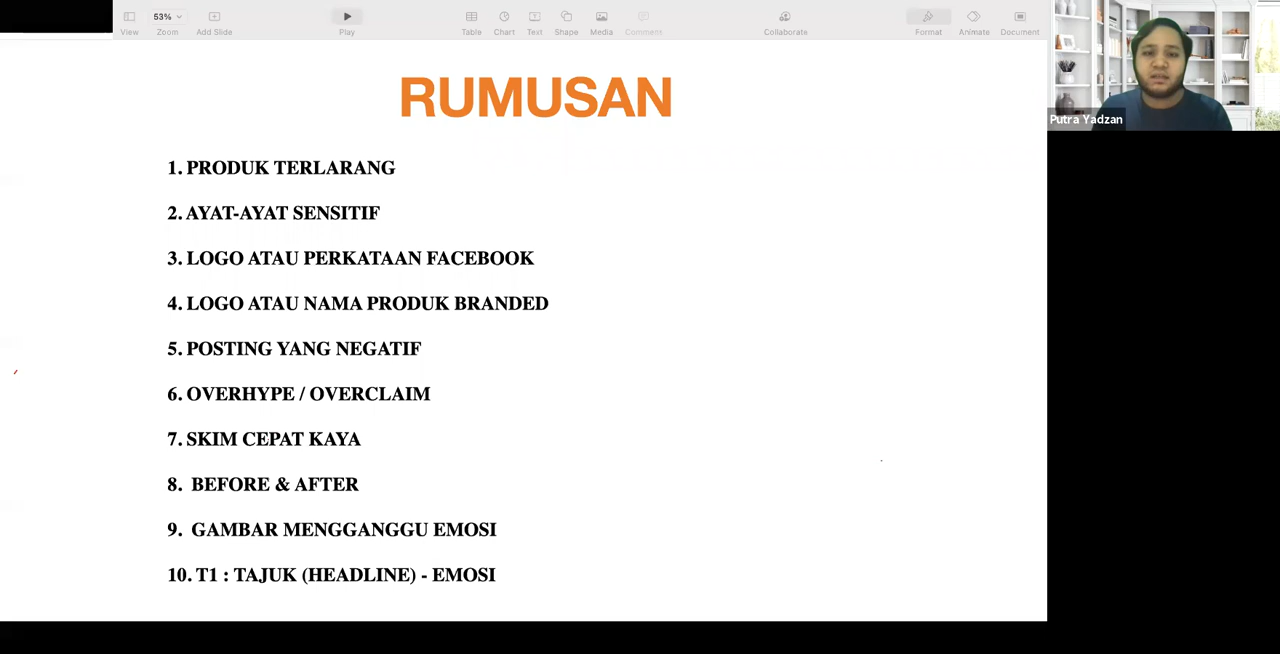 53%
View
Zoom
Add Slide
Play
Table
Chart
Text
Shape
Media
Comment
Collaborate
Format
Animate
Document
Putra Yadzan
RUMUSAN
1. PRODUK TERLARANG
2. AYAT-AYAT SENSITIF
3. LOGO ATAU PERKATAAN FACEBOOK
4. LOGO ATAU NAMA PRODUK BRANDED
5. POSTING YANG NEGATIF
6. OVERHYPE / OVERCLAIM
7. SKIM CEPAT KAYA
8. BEFORE & AFTER
9. GAMBAR MENGGANGGU EMOSI
10. T1 : TAJUK (HEADLINE) - EMOSI